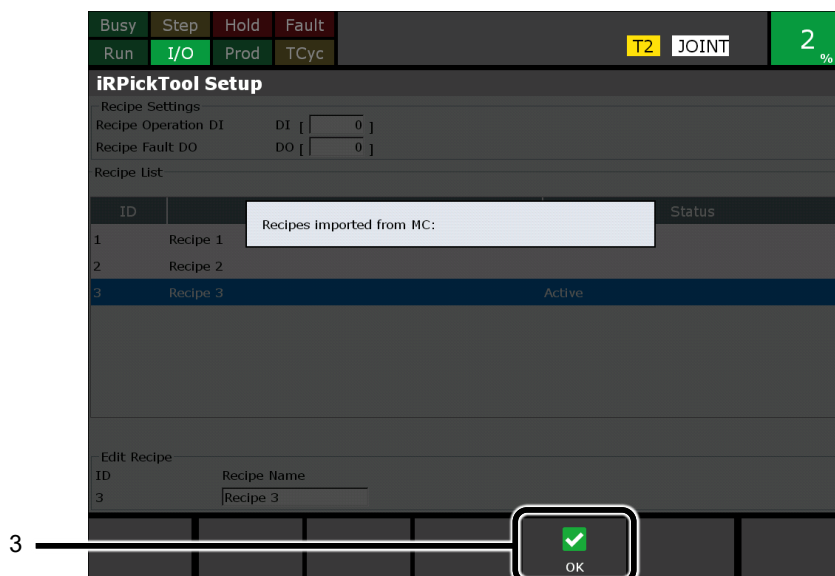 Busy Step Hold Fault
Run I/O Prod TCyc
T2 JOINT
2 %
iRPickTool Setup
Recipe Settings
Recipe Operation DI DI [ 0 ]
Recipe Fault DO DO [ 0 ]
Recipe List
ID Status
Recipes imported from MC:
1 Recipe 1
2 Recipe 2
3 Recipe 3 Active
Edit Recipe
ID Recipe Name
3 Recipe 3
3
OK